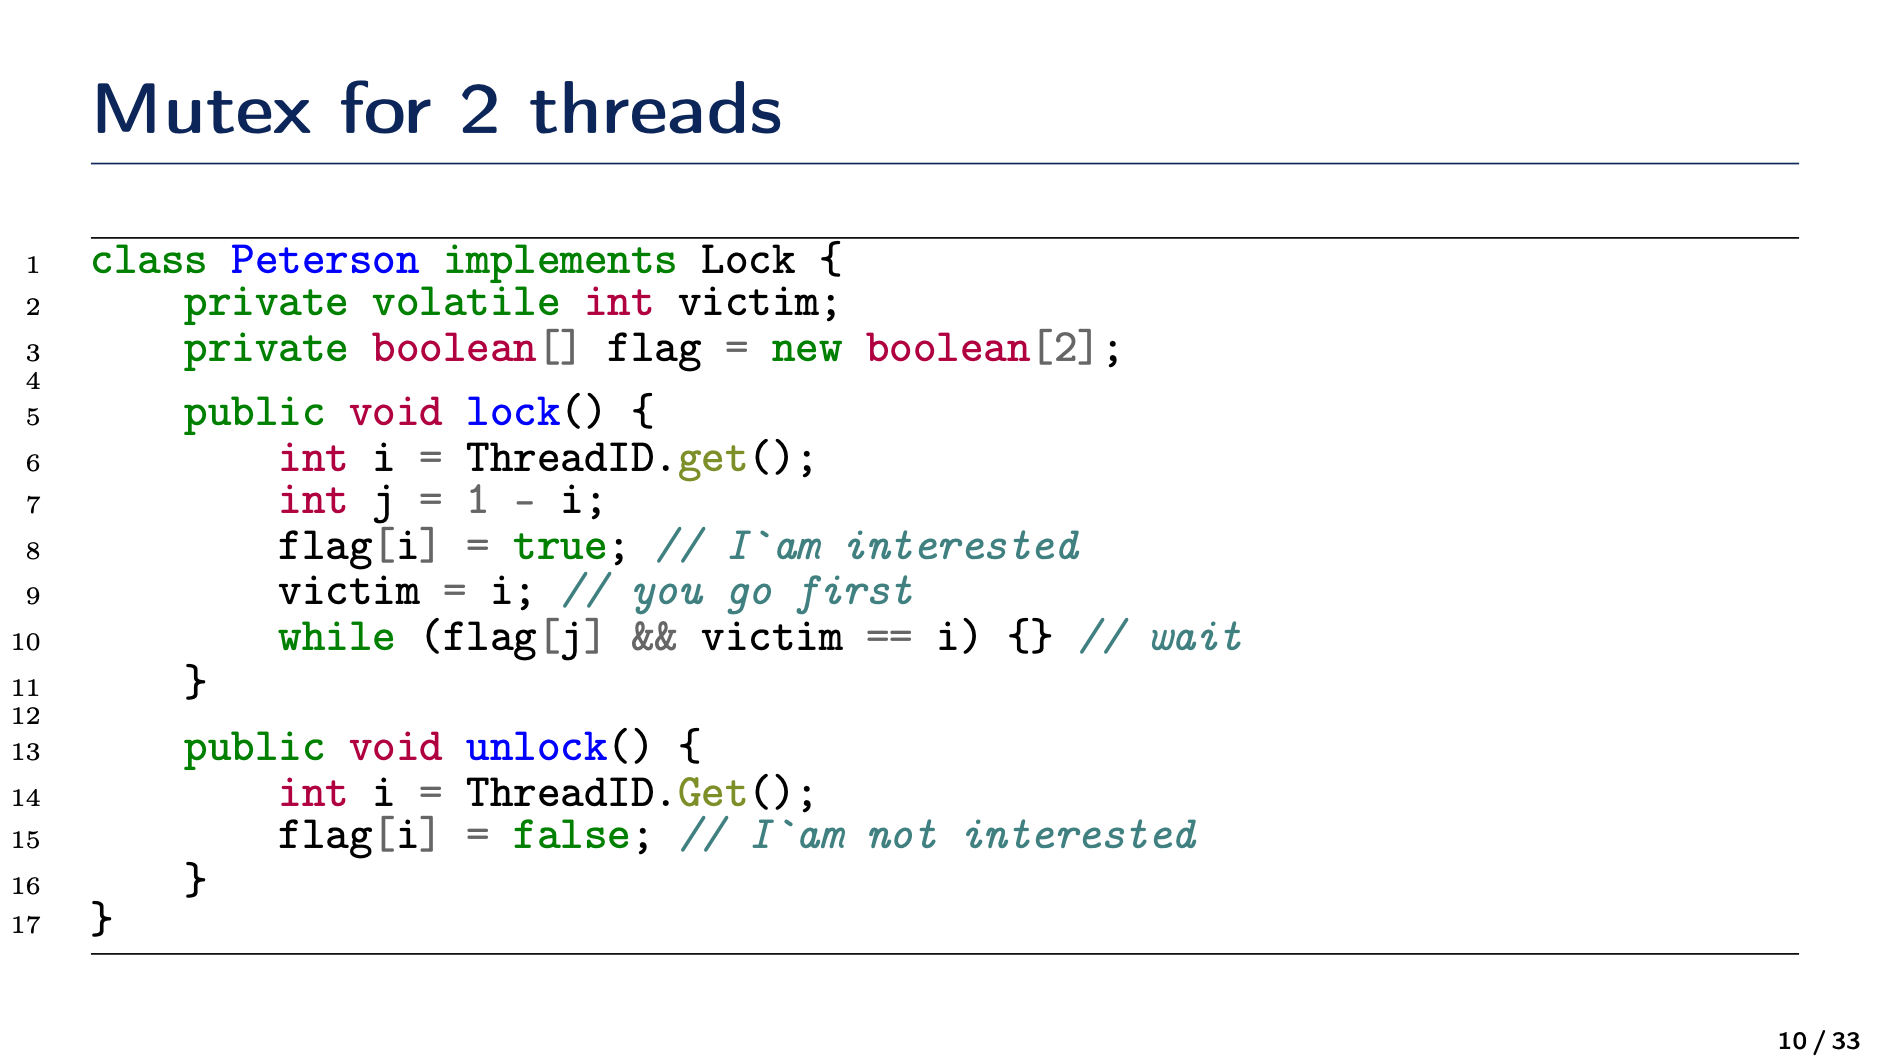 Mutex for 2 threads
1 class Peterson implements Lock {
2     private volatile int victim;
3     private boolean[] flag = new boolean[2];
4
5     public void lock() {
6         int i = ThreadID.get();
7         int j = 1 - i;
8         flag[i] = true; // I`am interested
9         victim = i; // you go first
10         while (flag[j] && victim == i) {} // wait
11     }
12
13     public void unlock() {
14         int i = ThreadID.Get();
15         flag[i] = false; // I`am not interested
16     }
17 }
10 / 33